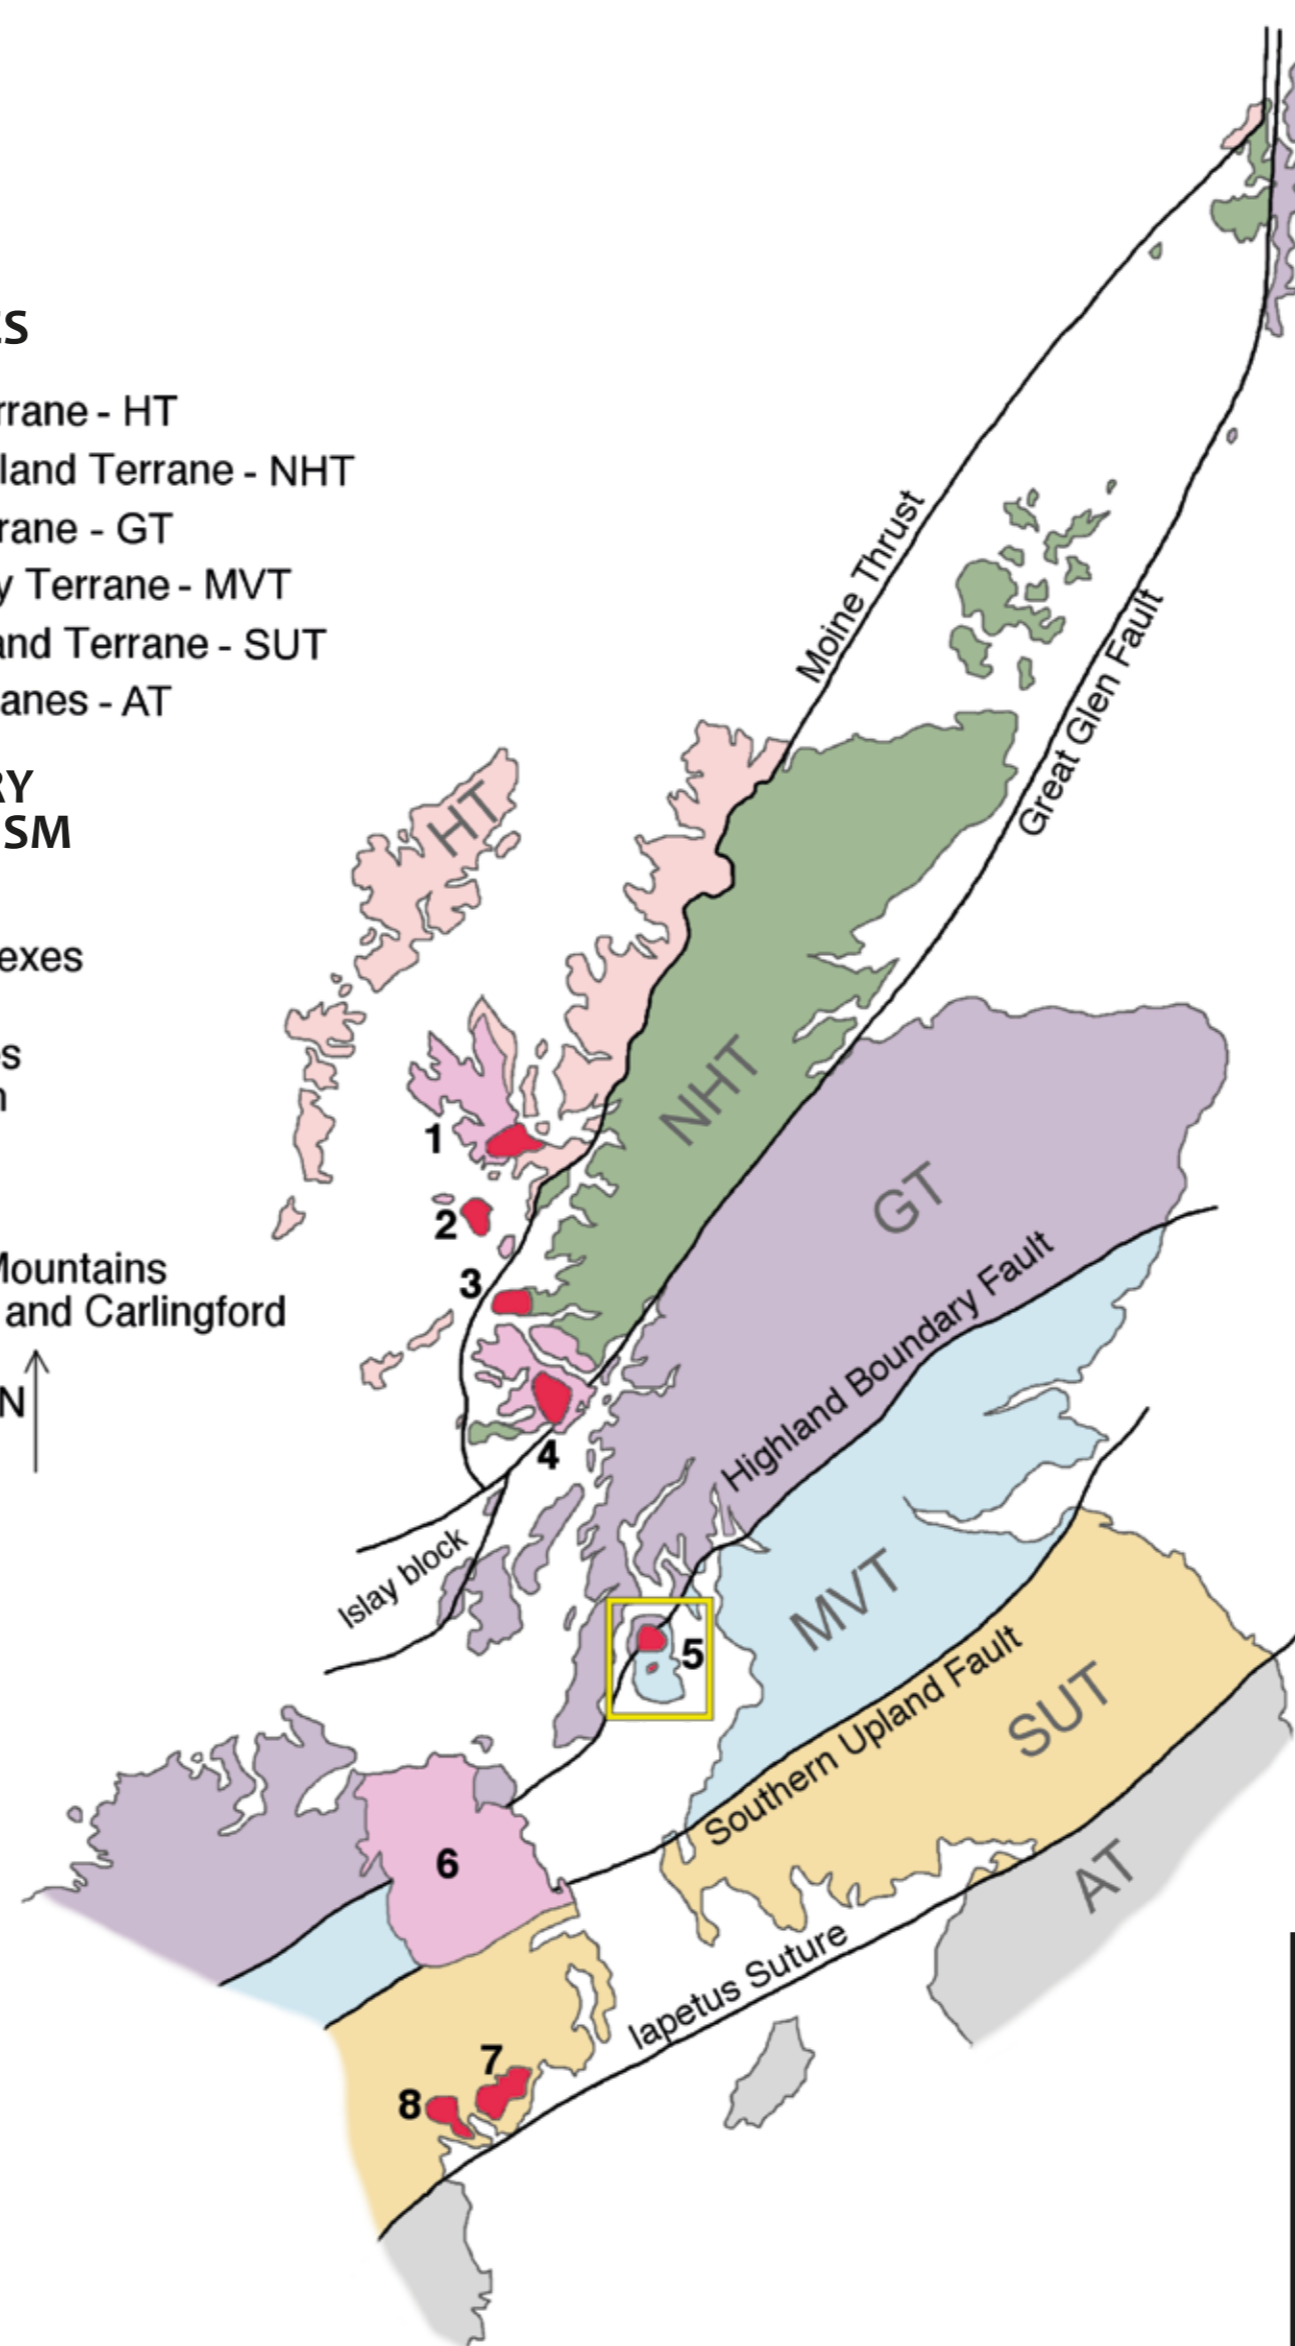 ES
rrane - HT
land Terrane - NHT
rane - GT
y Terrane - MVT
and Terrane - SUT
anes - AT
RY
SM
exes
s
n
Mountains
and Carlingford
N
Moine Thrust
Great Glen Fault
HT
NHT
GT
1
2
3
4
Highland Boundary Fault
Islay block
MVT
5
Southern Upland Fault
SUT
AT
6
Iapetus Suture
7
8